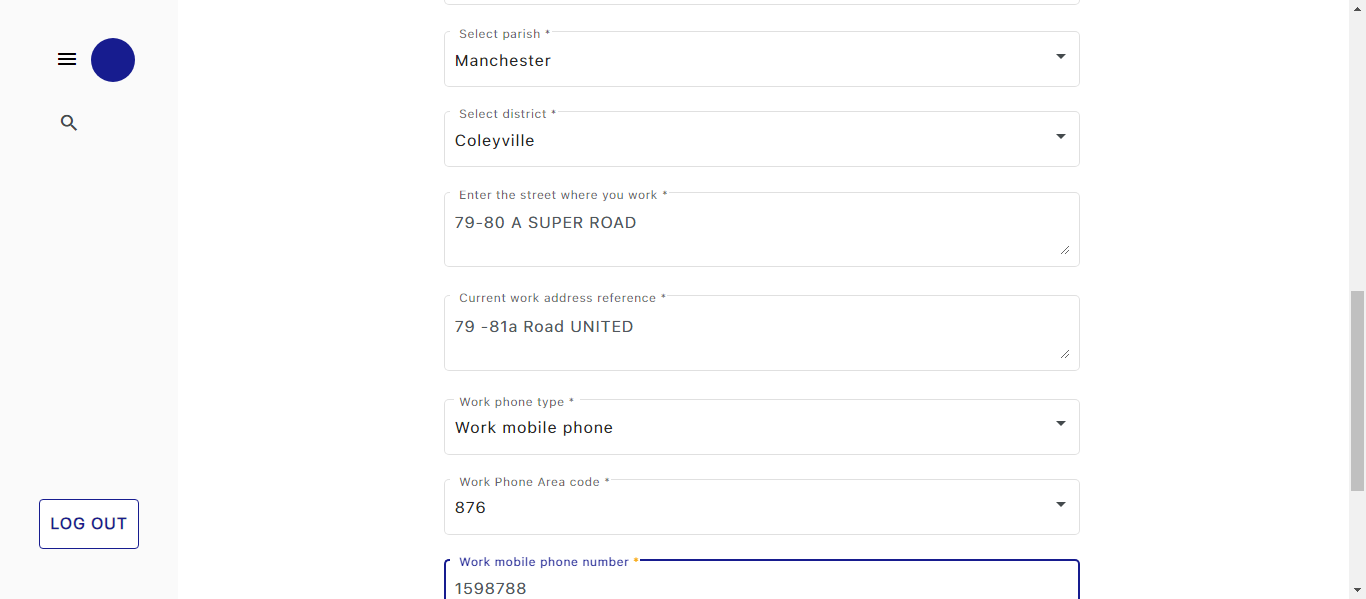 Select parish *
Manchester
Select district *
Coleyville
Enter the street where you work *
79-80 A SUPER ROAD
Current work address reference *
79 -81a Road UNITED
Work phone type *
Work mobile phone
Work Phone Area code *
876
LOG OUT
Work mobile phone number *
1598788